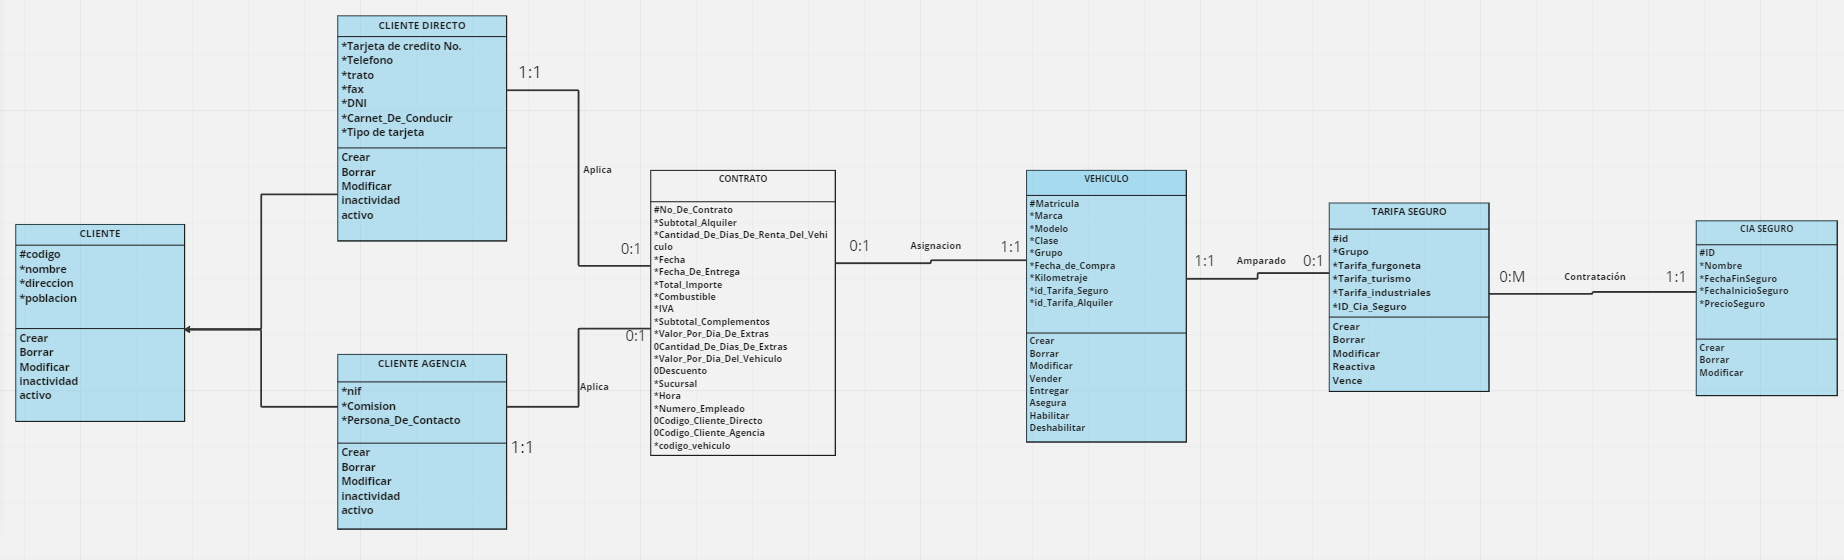 CLIENTE DIRECTO
*Tarjeta de credito No.
*Telefono
*trato
*fax
*DNI
*Carnet_De_Conducir
*Tipo de tarjeta
Crear
Borrar
Modificar
inactividad
activo
1:1
Aplica
0:1
CLIENTE
#codigo
*nombre
*direccion
*poblacion
Crear
Borrar
Modificar
inactividad
activo
CLIENTE AGENCIA
*nif
*Comision
*Persona_De_Contacto
Crear
Borrar
Modificar
inactividad
activo
1:1
Aplica
0:1
CONTRATO
#No_De_Contrato
*Subtotal_Alquiler
*Cantidad_De_Dias_De_Renta_Del_Vehi
culo
*Fecha
*Fecha_De_Entrega
*Total_Importe
*Combustible
*IVA
*Subtotal_Complementos
*Valor_Por_Dia_De_Extras
0Cantidad_De_Dias_De_Extras
*Valor_Por_Dia_Del_Vehiculo
0Descuento
*Sucursal
*Hora
*Numero_Empleado
0Codigo_Cliente_Directo
0Codigo_Cliente_Agencia
*codigo_vehiculo
0:1
Asignacion
1:1
VEHICULO
#Matricula
*Marca
*Modelo
*Clase
*Grupo
*Fecha_de_Compra
*Kilometraje
*id_Tarifa_Seguro
*id_Tarifa_Alquiler
Crear
Borrar
Modificar
Vender
Entregar
Asegura
Habilitar
Deshabilitar
1:1
Amparado
0:1
TARIFA SEGURO
#id
*Grupo
*Tarifa_furgoneta
*Tarifa_turismo
*Tarifa_industriales
*ID_Cia_Seguro
Crear
Borrar
Modificar
Reactiva
Vence
0:M
Contratación
1:1
CIA SEGURO
#ID
*Nombre
*FechaFinSeguro
*FechaInicioSeguro
*PrecioSeguro
Crear
Borrar
Modificar